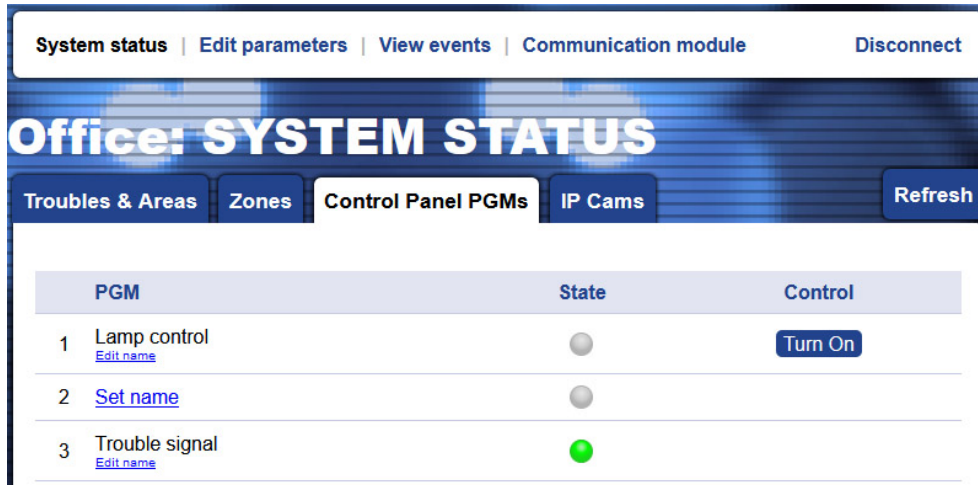 System status | Edit parameters | View events | Communication module Disconnect
Office: SYSTEM STATUS
Troubles & Areas Zones Control Panel PGMs IP Cams Refresh
PGM State Control
1 Lamp control Turn On
Edit name
2 Set name
3 Trouble signal
Edit name